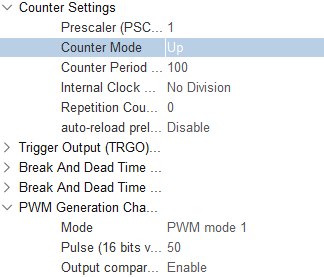 Counter Settings
Prescaler (PSC... 1
Counter Mode Up
Counter Period ... 100
Internal Clock ... No Division
Repetition Cou... 0
auto-reload prel... Disable
Trigger Output (TRGO)...
Break And Dead Time ...
Break And Dead Time ...
PWM Generation Cha...
Mode PWM mode 1
Pulse (16 bits v... 50
Output compar... Enable